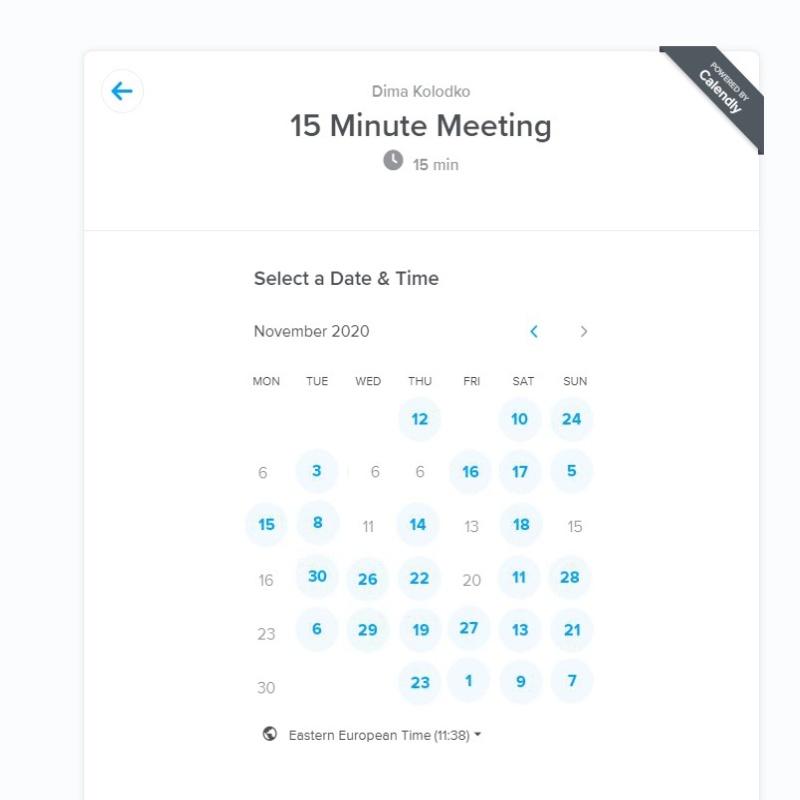 POWERED BY
Calendly
Dima Kolodko
15 Minute Meeting
15 min
Select a Date & Time
November 2020
MON TUE WED THU FRI SAT SUN
12 10 24
6 3 6 6 16 17 5
15 8 11 14 13 18 15
16 30 26 22 20 11 28
23 6 29 19 27 13 21
30 23 1 9 7
Eastern European Time (11:38)